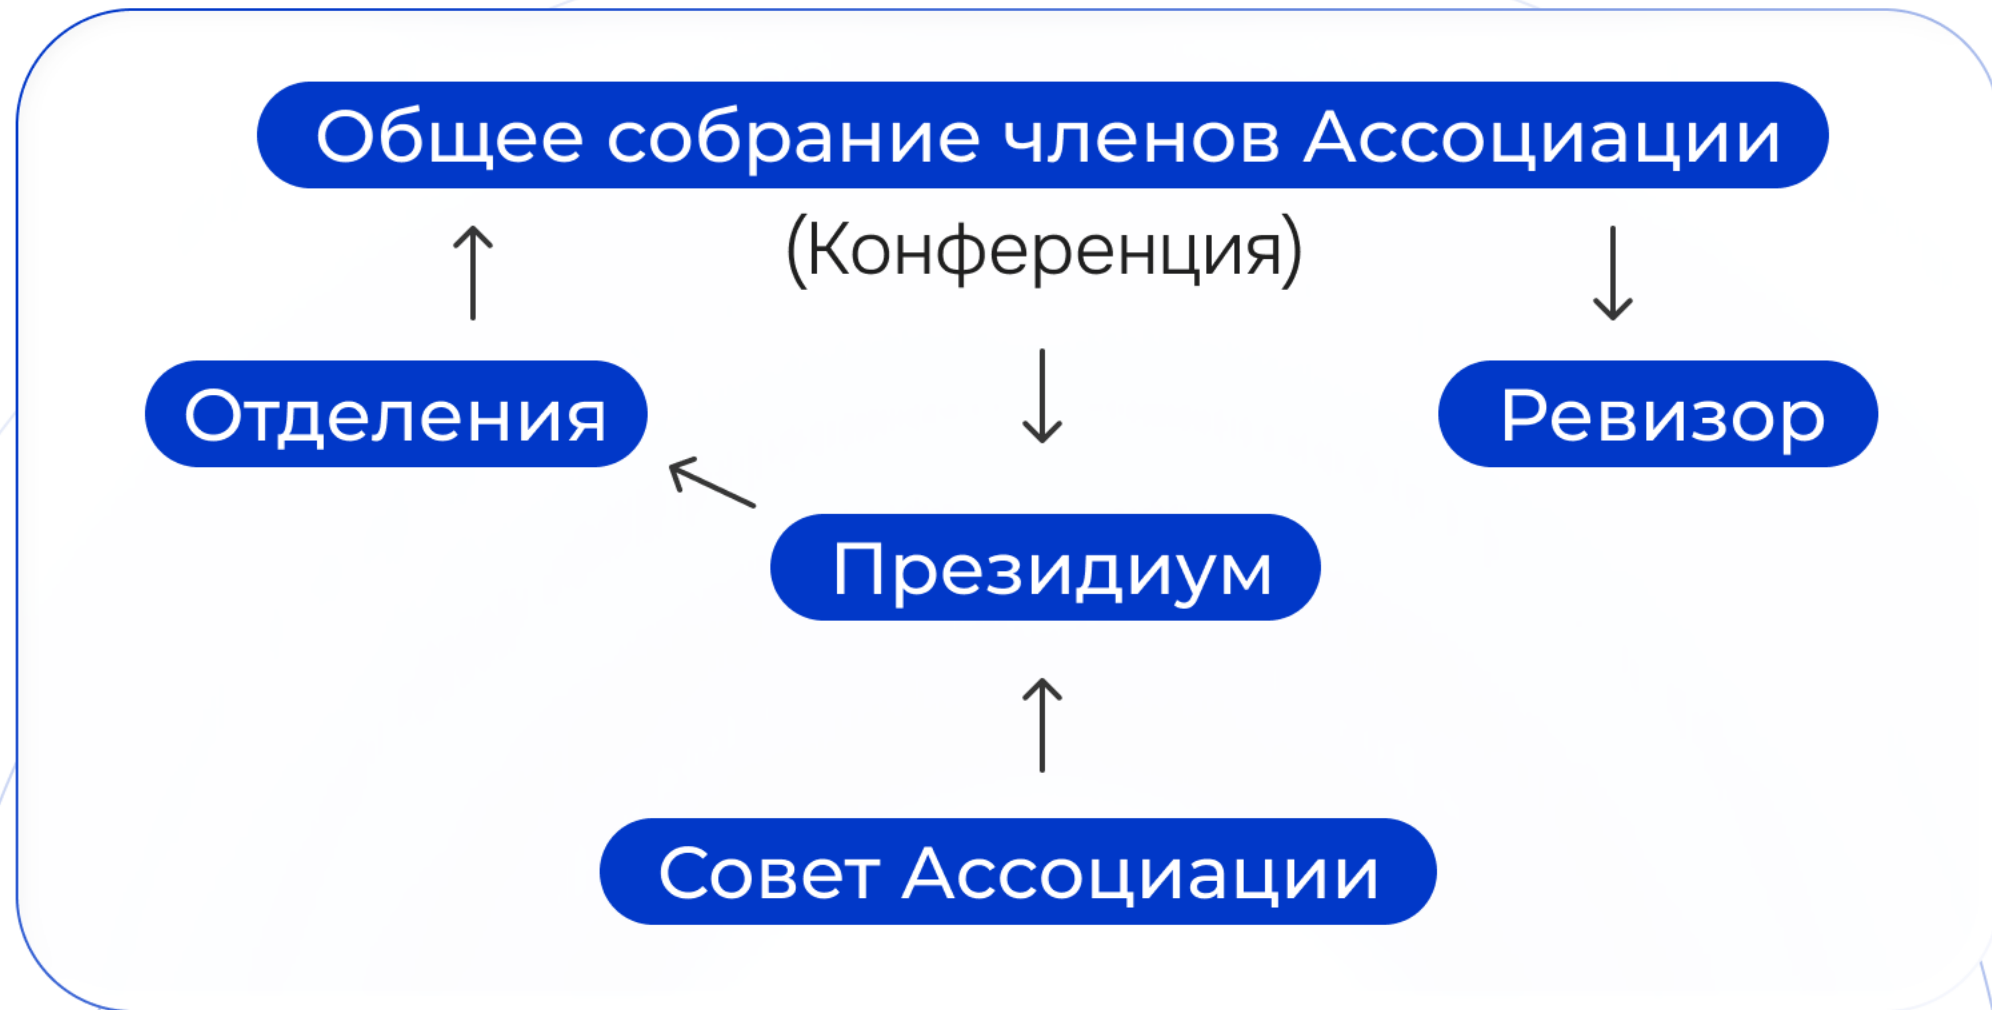 Общее собрание членов Ассоциации
(Конференция)
Отделения
Ревизор
Президиум
Совет Ассоциации